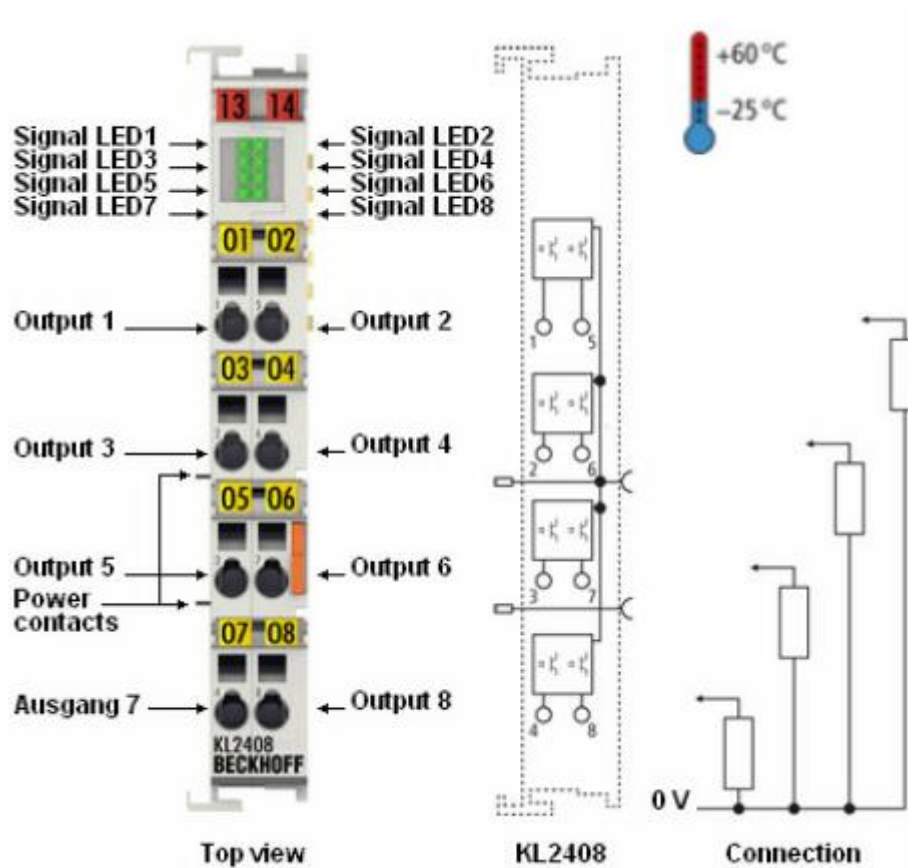 +60 °C
−25 °C
13 14
Signal LED1
Signal LED3
Signal LED5
Signal LED7
Signal LED2
Signal LED4
Signal LED6
Signal LED8
01 02
Output 1
Output 2
03 04
Output 3
Output 4
05 06
Output 5
Output 6
Power
contacts
07 08
Ausgang 7
Output 8
KL2408
BECKHOFF
1 5
2 6
3 7
4 8
0 V
Top view
KL2408
Connection